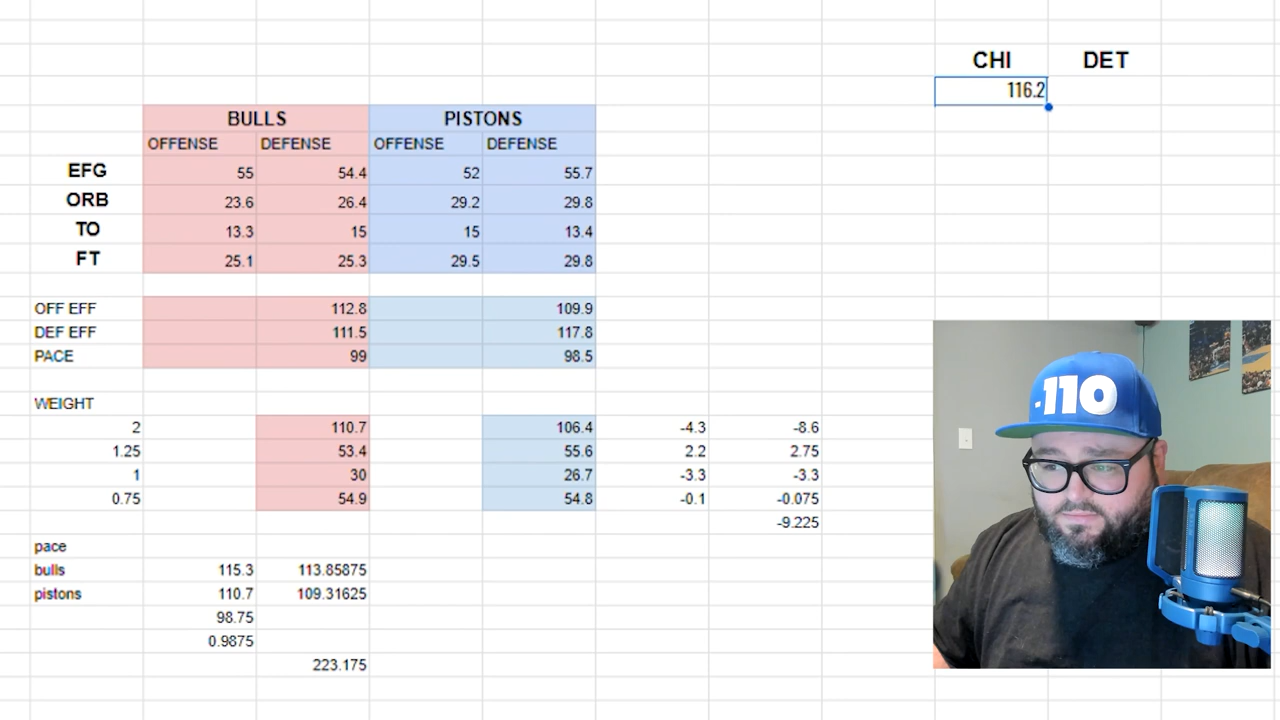 CHI DET
116.2
BULLS PISTONS
OFFENSE DEFENSE OFFENSE DEFENSE
EFG 55 54.4 52 55.7
ORB 23.6 26.4 29.2 29.8
TO 13.3 15 15 13.4
FT 25.1 25.3 29.5 29.8
OFF EFF 112.8 109.9
DEF EFF 111.5 117.8
PACE 99 98.5
WEIGHT
2 110.7 106.4 -4.3 -8.6
1.25 53.4 55.6 2.2 2.75
1 30 26.7 -3.3 -3.3
0.75 54.9 54.8 -0.1 -0.075
-9.225
pace
bulls 115.3 113.85875
pistons 110.7 109.31625
98.75
0.9875
223.175
-110